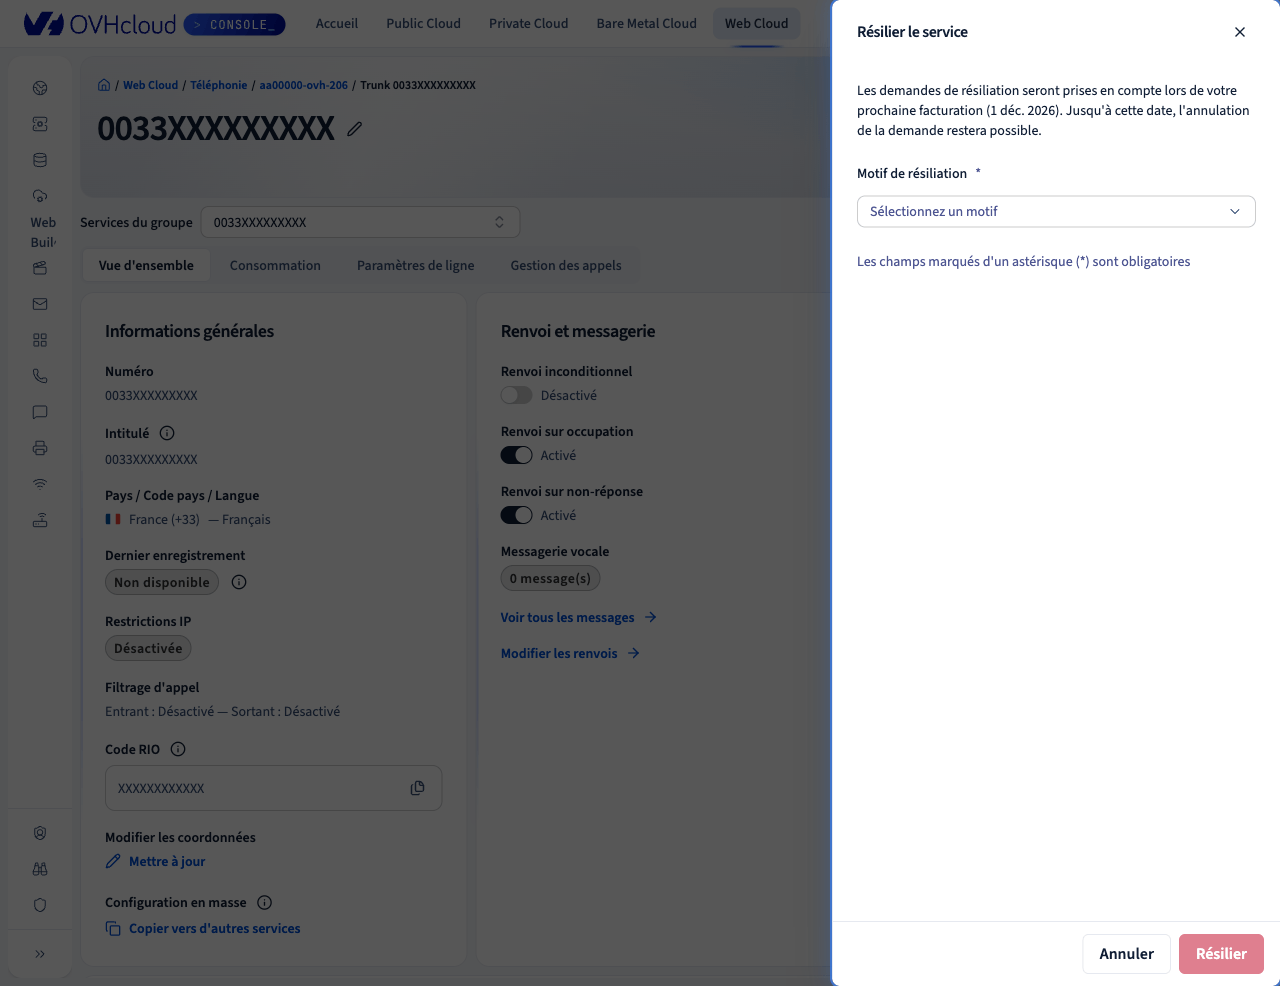 OVHcloud
> CONSOLE_
Accueil
Public Cloud
Private Cloud
Bare Metal Cloud
Web Cloud
/ Web Cloud / Téléphonie / aa00000-ovh-206 / Trunk 0033XXXXXXXXX
0033XXXXXXXXX
Web
Buil
Services du groupe
0033XXXXXXXXX
Vue d'ensemble
Consommation
Paramètres de ligne
Gestion des appels
Informations générales
Numéro
0033XXXXXXXXX
Intitulé
0033XXXXXXXXX
Pays / Code pays / Langue
France (+33) — Français
Dernier enregistrement
Non disponible
Restrictions IP
Désactivée
Filtrage d'appel
Entrant : Désactivé — Sortant : Désactivé
Code RIO
XXXXXXXXXXXX
Modifier les coordonnées
Mettre à jour
Configuration en masse
Copier vers d'autres services
Renvoi et messagerie
Renvoi inconditionnel
Désactivé
Renvoi sur occupation
Activé
Renvoi sur non-réponse
Activé
Messagerie vocale
0 message(s)
Voir tous les messages
Modifier les renvois
Résilier le service
Les demandes de résiliation seront prises en compte lors de votre
prochaine facturation (1 déc. 2026). Jusqu'à cette date, l'annulation
de la demande restera possible.
Motif de résiliation *
Sélectionnez un motif
Les champs marqués d'un astérisque (*) sont obligatoires
Annuler
Résilier